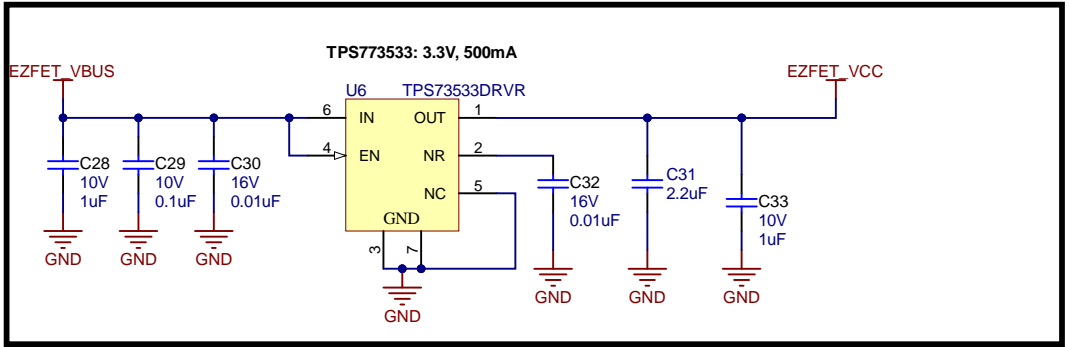 TPS773533: 3.3V, 500mA
EZFET_VBUS
EZFET_VCC
U6
TPS73533DRVR
6
IN
OUT
1
4
EN
NR
2
NC
5
GND
3
7
C28
10V
1uF
C29
10V
0.1uF
C30
16V
0.01uF
C32
16V
0.01uF
C31
2.2uF
C33
10V
1uF
GND
GND
GND
GND
GND
GND
GND